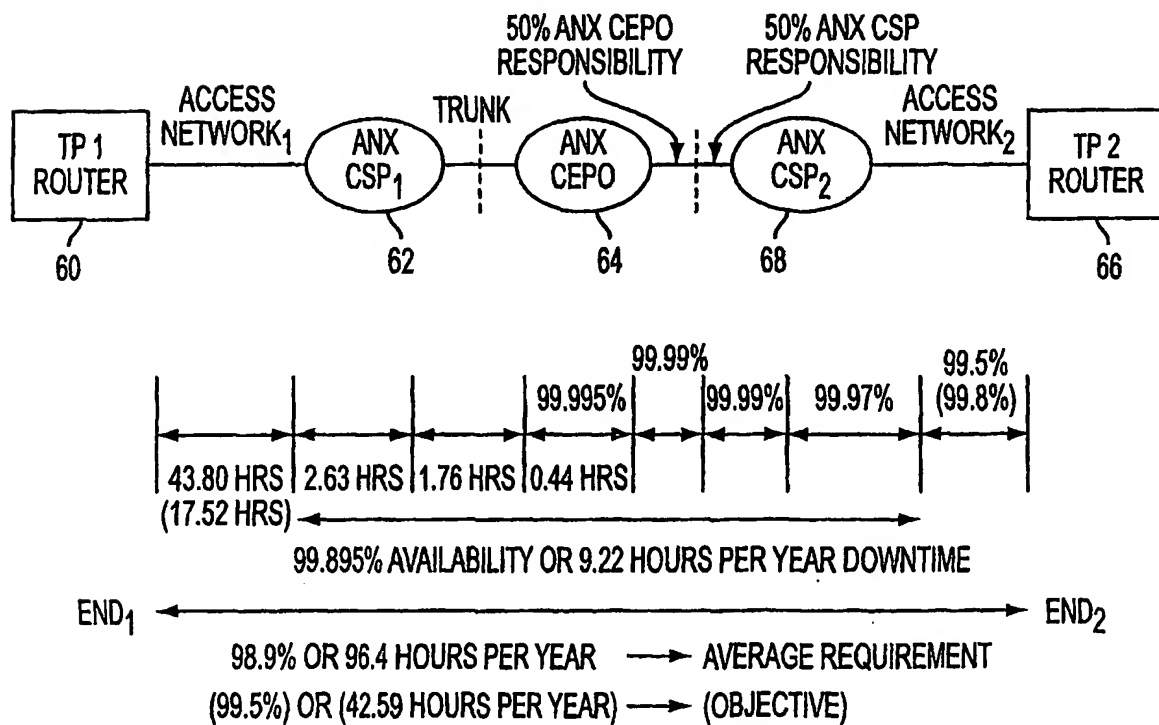 50% ANX CEPO
RESPONSIBILITY
50% ANX CSP
RESPONSIBILITY
ACCESS
NETWORK1
TRUNK
ACCESS
NETWORK2
TP 1
ROUTER
ANX
CSP1
ANX
CEPO
ANX
CSP2
TP 2
ROUTER
60
62
64
68
66
99.99%
99.5%
(99.8%)
99.995%
99.99%
99.97%
43.80 HRS
(17.52 HRS)
2.63 HRS
1.76 HRS
0.44 HRS
99.895% AVAILABILITY OR 9.22 HOURS PER YEAR DOWNTIME
END1
END2
98.9% OR 96.4 HOURS PER YEAR → AVERAGE REQUIREMENT
(99.5%) OR (42.59 HOURS PER YEAR) → (OBJECTIVE)